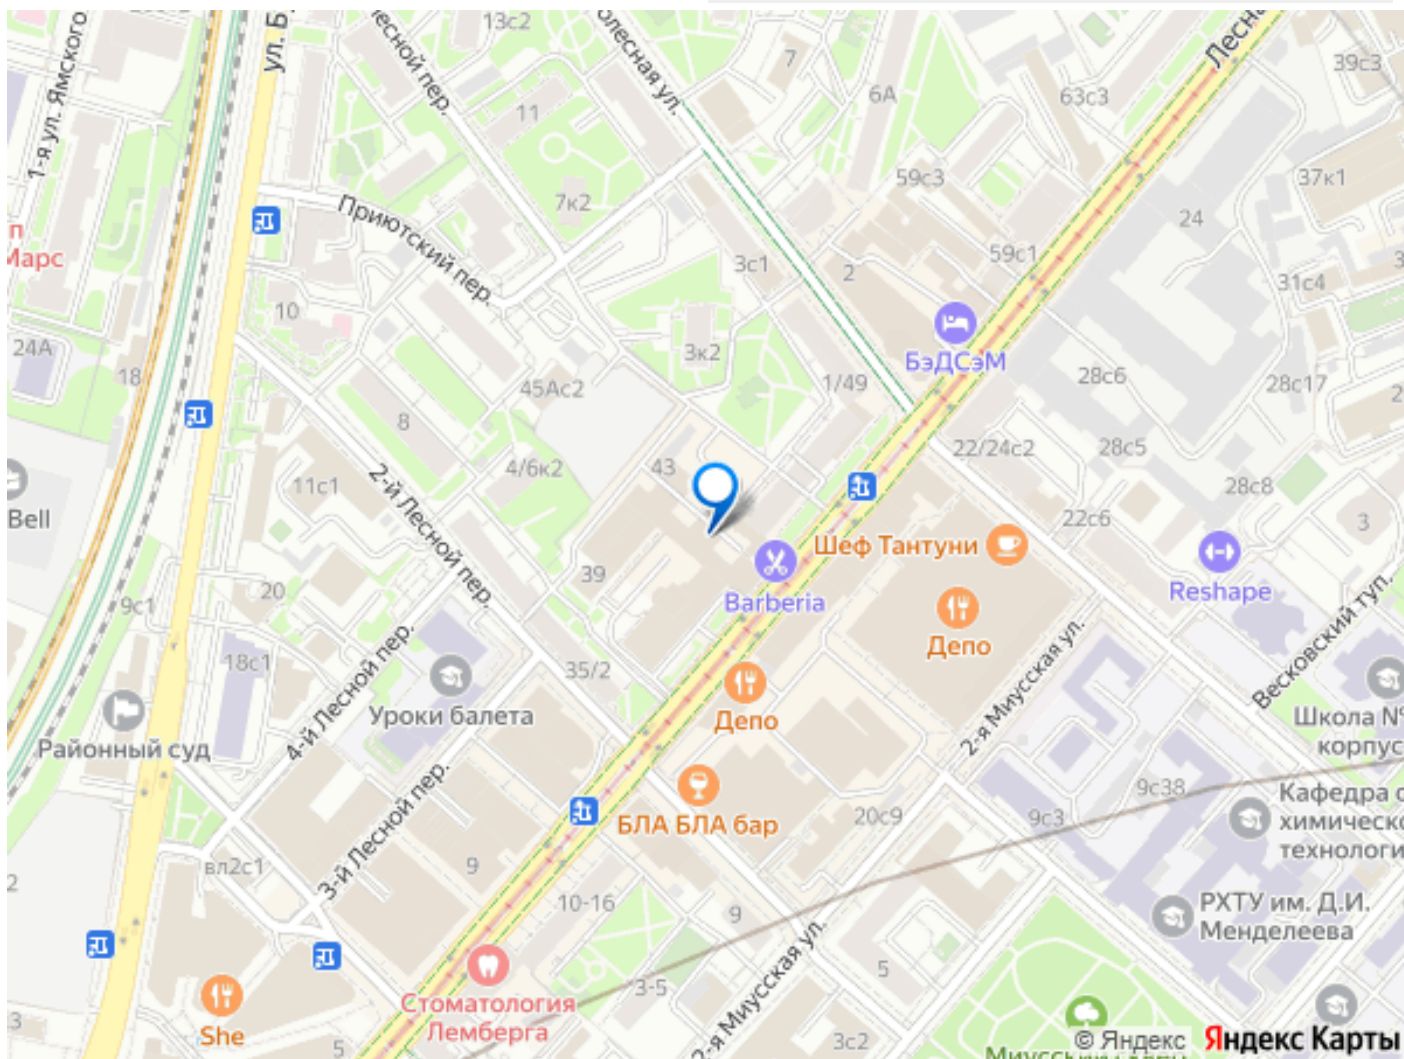 13с2
7
39с3
Лесна
6А
63с3
11
олесная ул.
лесной пер.
ул. Б
1-я ул. Ямского
59с3
37к1
7к2
24
Приютский пер.
п
Марс
3с1
2
59с1
31с4
10
БэДСэМ
24А
18
3к2
45Ас2
1/49
28с6
28с17
8
22/24с2
28с5
4/6к2
43
11с1
28с8
2-й Лесной пер.
Bell
22с6
3
Шеф Тантуни
39
Barberia
Reshape
20
9с1
Депо
Весковский туп.
18с1
35/2
4-й Лесной пер.
Уроки балета
Депо
2-я Миусская ул.
Школа №
корпус
Районный суд
9с38
Кафедра о
химическо
технологи
БЛА БЛА бар
20с9
9с3
3-й Лесной пер.
вл2с1
9
10-16
9
РХТУ им. Д.И.
Менделеева
2-я Миусская ул.
5
3-5
Стоматология
Лемберга
She
3
5
3с2
© Яндекс
Яндекс Карты